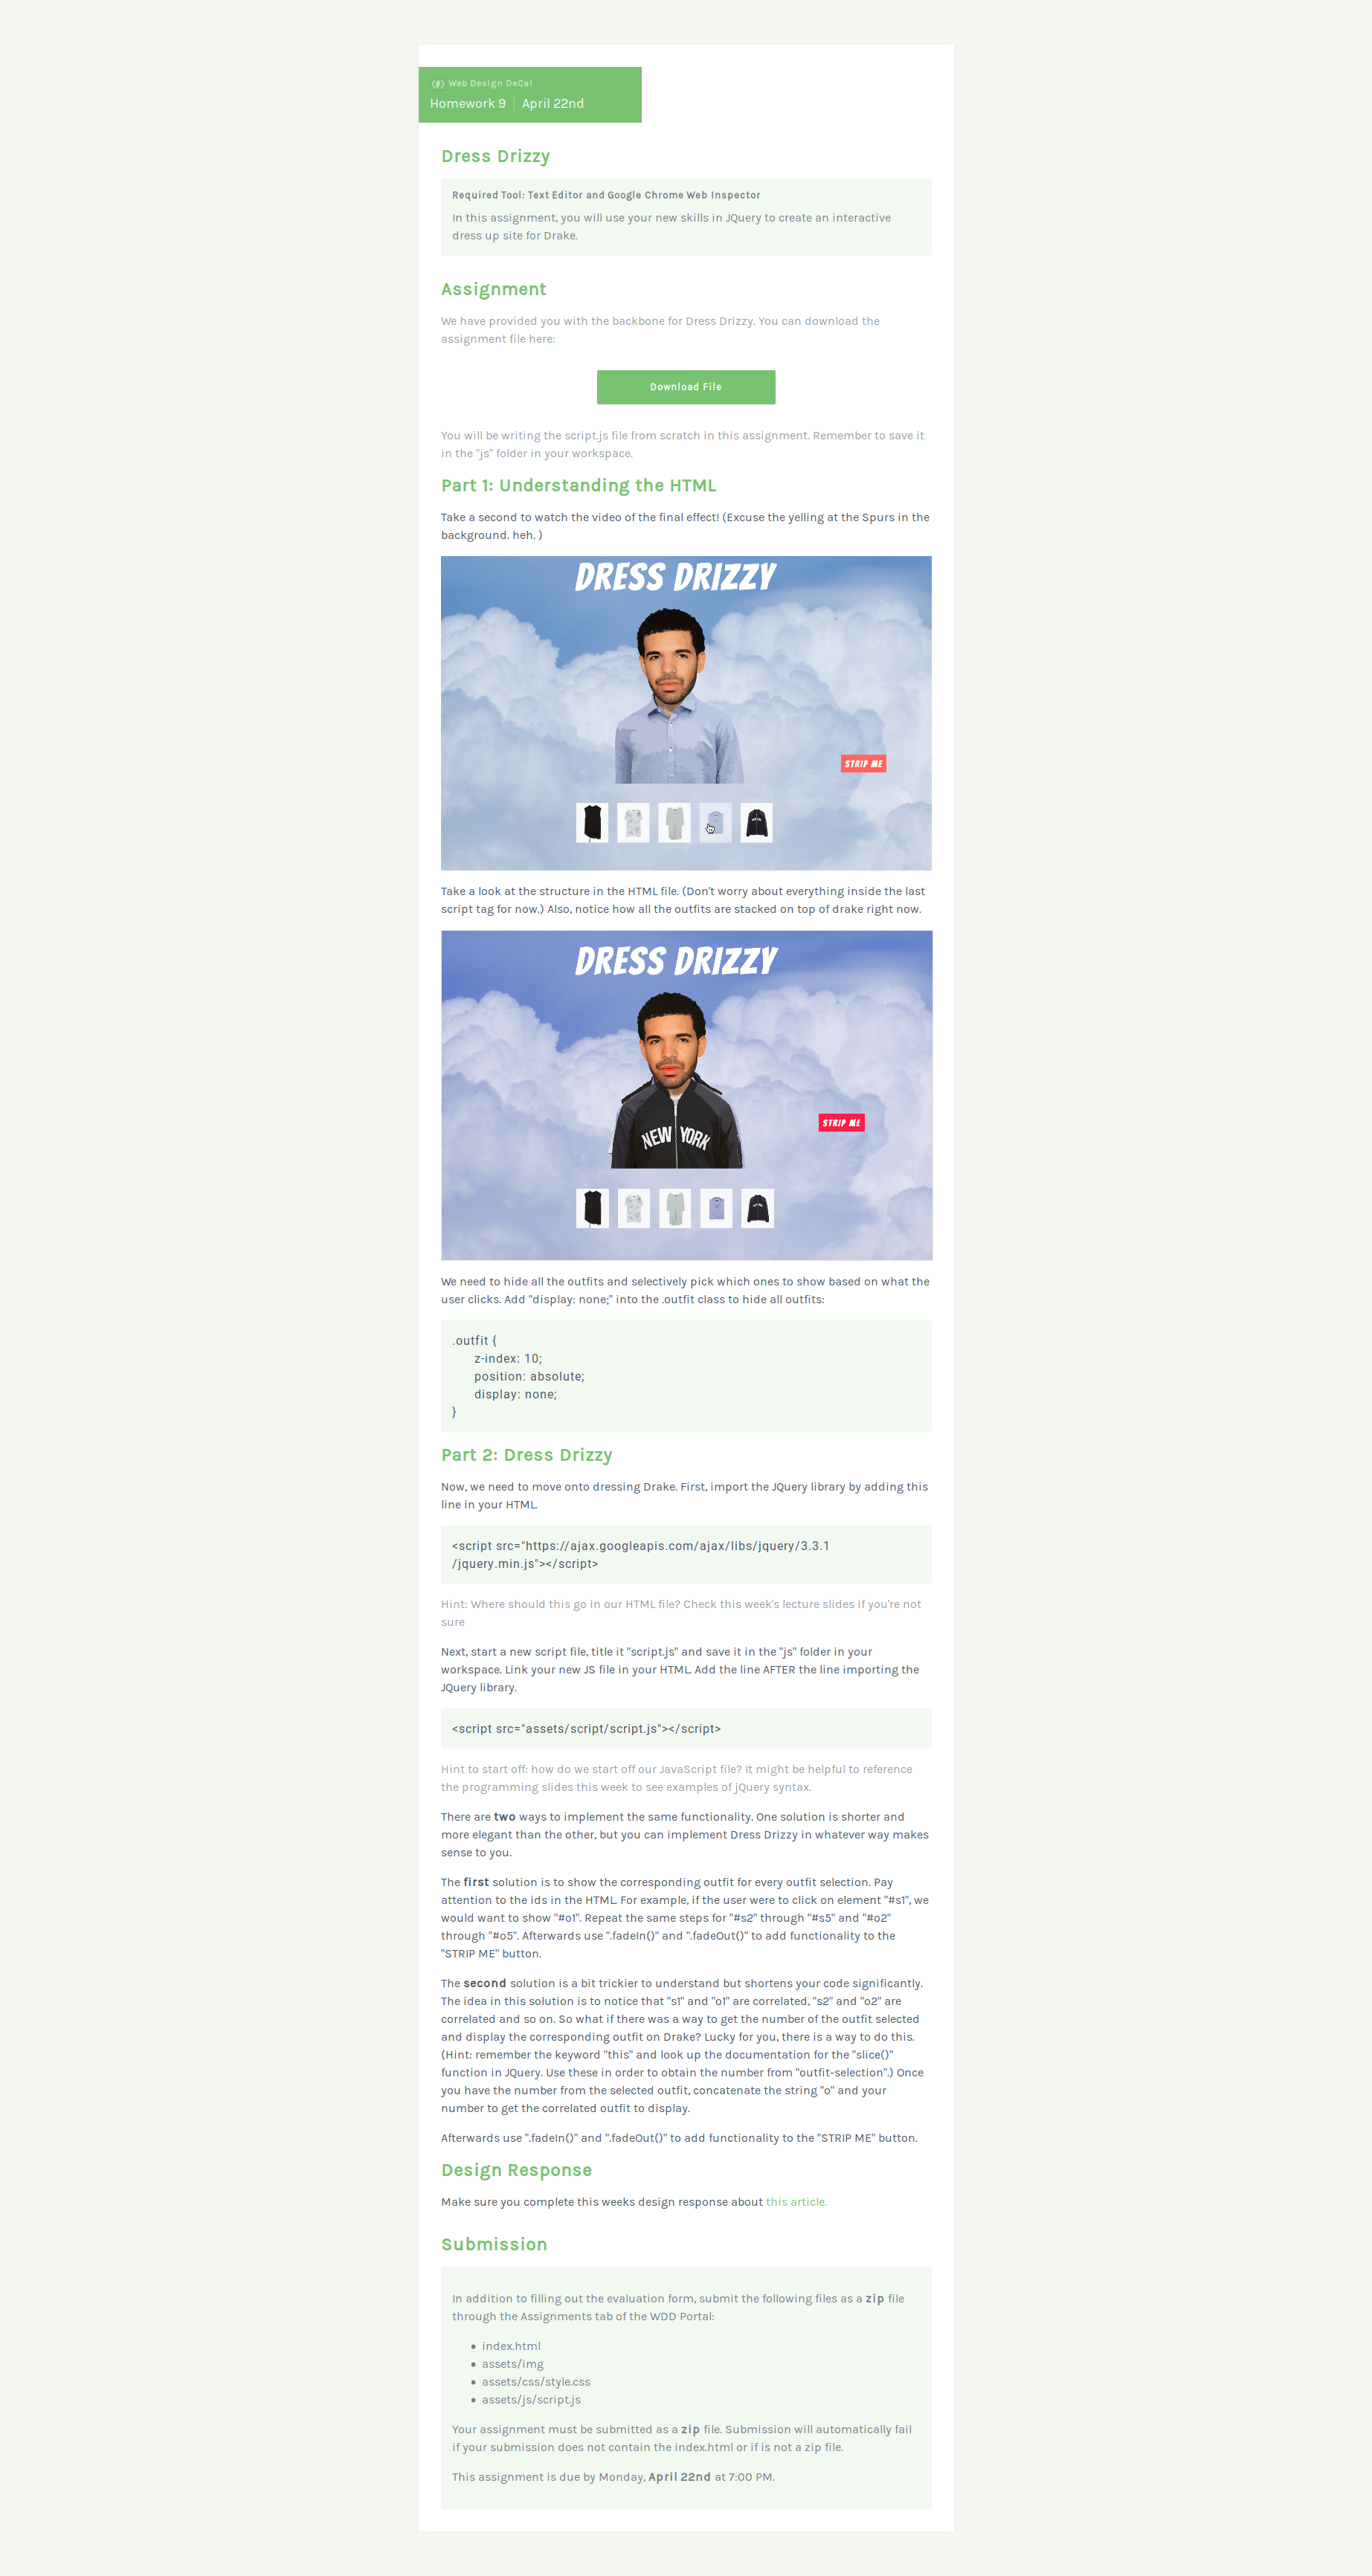 Web Design DeCal
Homework 9 | April 22nd
Dress Drizzy
Required Tool: Text Editor and Google Chrome Web Inspector
In this assignment, you will use your new skills in JQuery to create an interactive
dress up site for Drake.
Assignment
We have provided you with the backbone for Dress Drizzy. You can download the
assignment file here:
Download File
You will be writing the script.js file from scratch in this assignment. Remember to save it
in the "js" folder in your workspace.
Part 1: Understanding the HTML
Take a second to watch the video of the final effect! (Excuse the yelling at the Spurs in the
background. heh. )
DRESS DRIZZY
STRIP ME
Take a look at the structure in the HTML file. (Don't worry about everything inside the last
script tag for now.) Also, notice how all the outfits are stacked on top of drake right now.
DRESS DRIZZY
NEW YORK
STRIP ME
We need to hide all the outfits and selectively pick which ones to show based on what the
user clicks. Add "display: none;" into the .outfit class to hide all outfits:
.outfit {
z-index: 10;
position: absolute;
display: none;
}
Part 2: Dress Drizzy
Now, we need to move onto dressing Drake. First, import the JQuery library by adding this
line in your HTML.
<script src="https://ajax.googleapis.com/ajax/libs/jquery/3.3.1
/jquery.min.js"></script>
Hint: Where should this go in our HTML file? Check this week's lecture slides if you're not
sure
Next, start a new script file, title it "script.js" and save it in the "js" folder in your
workspace. Link your new JS file in your HTML. Add the line AFTER the line importing the
JQuery library.
<script src="assets/script/script.js"></script>
Hint to start off: how do we start off our JavaScript file? It might be helpful to reference
the programming slides this week to see examples of jQuery syntax.
There are two ways to implement the same functionality. One solution is shorter and
more elegant than the other, but you can implement Dress Drizzy in whatever way makes
sense to you.
The first solution is to show the corresponding outfit for every outfit selection. Pay
attention to the ids in the HTML. For example, if the user were to click on element "#s1", we
would want to show "#o1". Repeat the same steps for "#s2" through "#s5" and "#o2"
through "#o5". Afterwards use ".fadeIn()" and ".fadeOut()" to add functionality to the
"STRIP ME" button.
The second solution is a bit trickier to understand but shortens your code significantly.
The idea in this solution is to notice that "s1" and "o1" are correlated, "s2" and "o2" are
correlated and so on. So what if there was a way to get the number of the outfit selected
and display the corresponding outfit on Drake? Lucky for you, there is a way to do this.
(Hint: remember the keyword "this" and look up the documentation for the "slice()"
function in JQuery. Use these in order to obtain the number from "outfit-selection".) Once
you have the number from the selected outfit, concatenate the string "o" and your
number to get the correlated outfit to display.
Afterwards use ".fadeIn()" and ".fadeOut()" to add functionality to the "STRIP ME" button.
Design Response
Make sure you complete this weeks design response about this article.
Submission
In addition to filling out the evaluation form, submit the following files as a zip file
through the Assignments tab of the WDD Portal:
• index.html
• assets/img
• assets/css/style.css
• assets/js/script.js
Your assignment must be submitted as a zip file. Submission will automatically fail
if your submission does not contain the index.html or if is not a zip file.
This assignment is due by Monday, April 22nd at 7:00 PM.